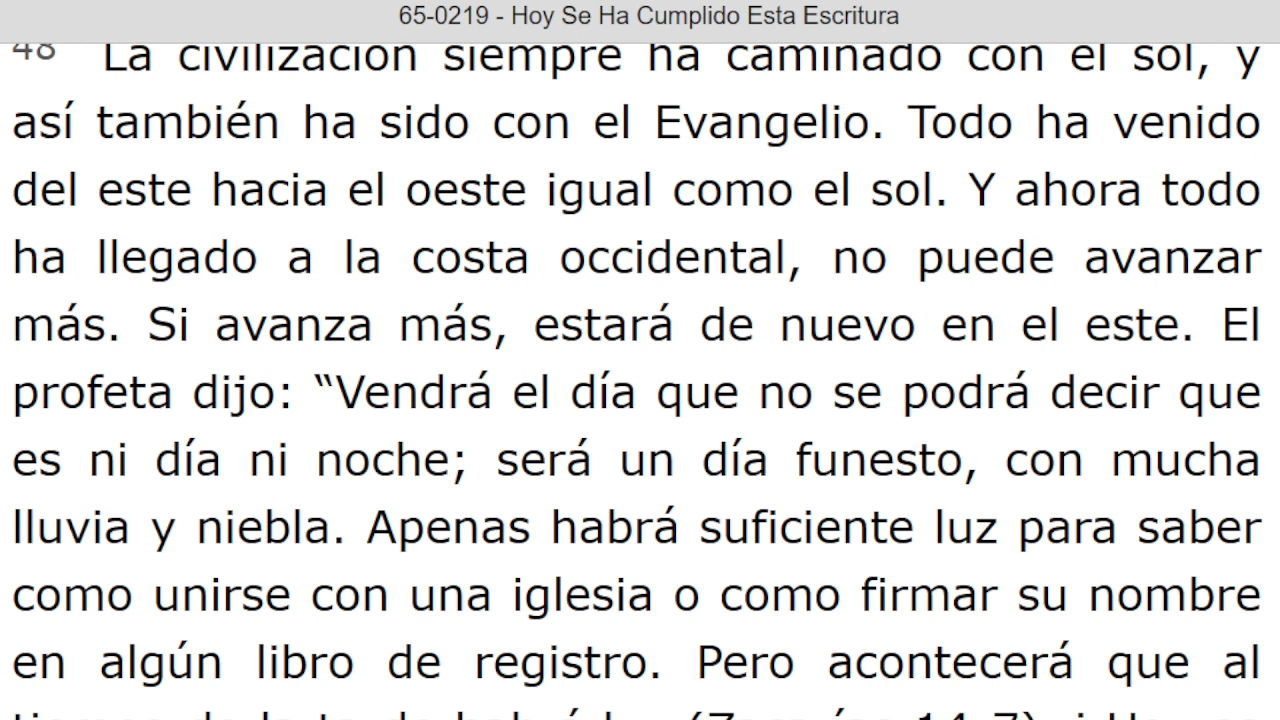 65-0219 - Hoy Se Ha Cumplido Esta Escritura
48 La civilización siempre ha caminado con el sol, y
así también ha sido con el Evangelio. Todo ha venido
del este hacia el oeste igual como el sol. Y ahora todo
ha llegado a la costa occidental, no puede avanzar
más. Si avanza más, estará de nuevo en el este. El
profeta dijo: “Vendrá el día que no se podrá decir que
es ni día ni noche; será un día funesto, con mucha
lluvia y niebla. Apenas habrá suficiente luz para saber
como unirse con una iglesia o como firmar su nombre
en algún libro de registro. Pero acontecerá que al